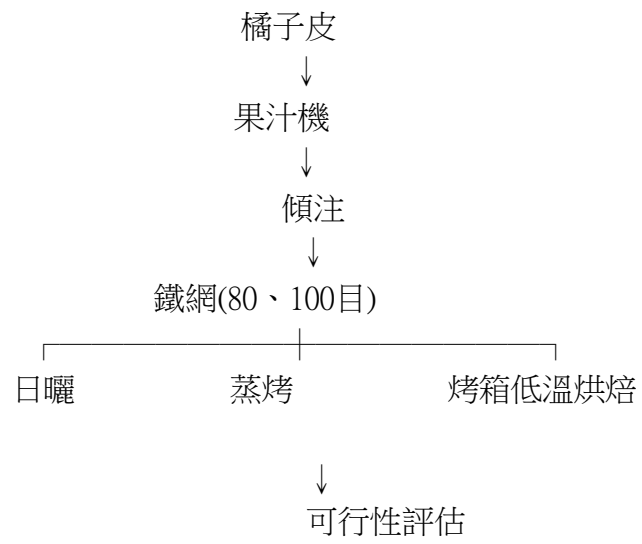 橘子皮
↓
果汁機
↓
傾注
↓
鐵網(80、100目)
日曬 蒸烤 烤箱低溫烘焙
↓
可行性評估